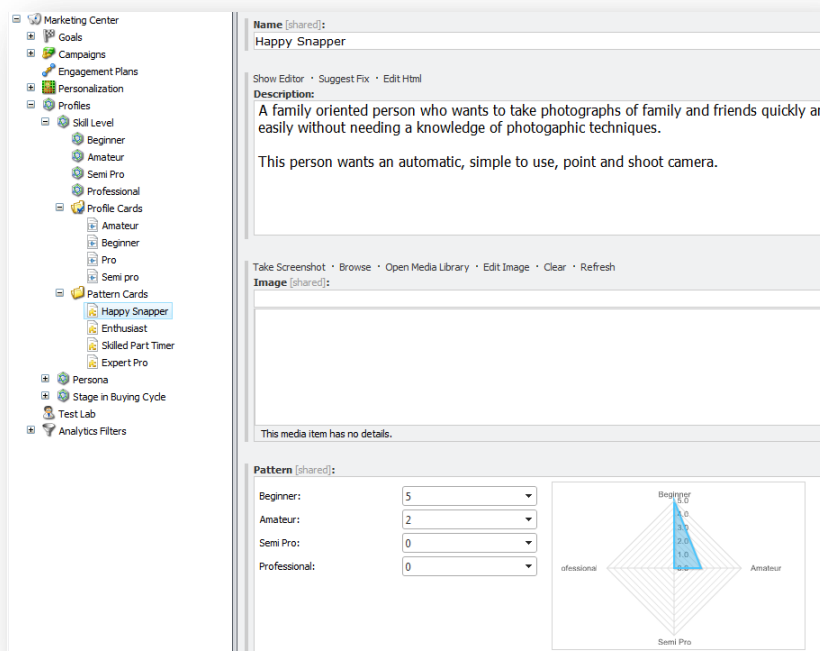 Marketing Center
Goals
Campaigns
Engagement Plans
Personalization
Profiles
Skill Level
Beginner
Amateur
Semi Pro
Professional
Profile Cards
Amateur
Beginner
Pro
Semi pro
Pattern Cards
Happy Snapper
Enthusiast
Skilled Part Timer
Expert Pro
Persona
Stage in Buying Cycle
Test Lab
Analytics Filters
Name [shared]:
Happy Snapper
Show Editor · Suggest Fix · Edit Html
Description:
A family oriented person who wants to take photographs of family and friends quickly
easily without needing a knowledge of photogaphic techniques.
This person wants an automatic, simple to use, point and shoot camera.
Take Screenshot · Browse · Open Media Library · Edit Image · Clear · Refresh
Image [shared]:
This media item has no details.
Pattern [shared]:
Beginner: 5
Amateur: 2
Semi Pro: 0
Professional: 0
Beginner
5.0
4.0
3.0
2.0
1.0
0.0
ofessional
Amateur
Semi Pro